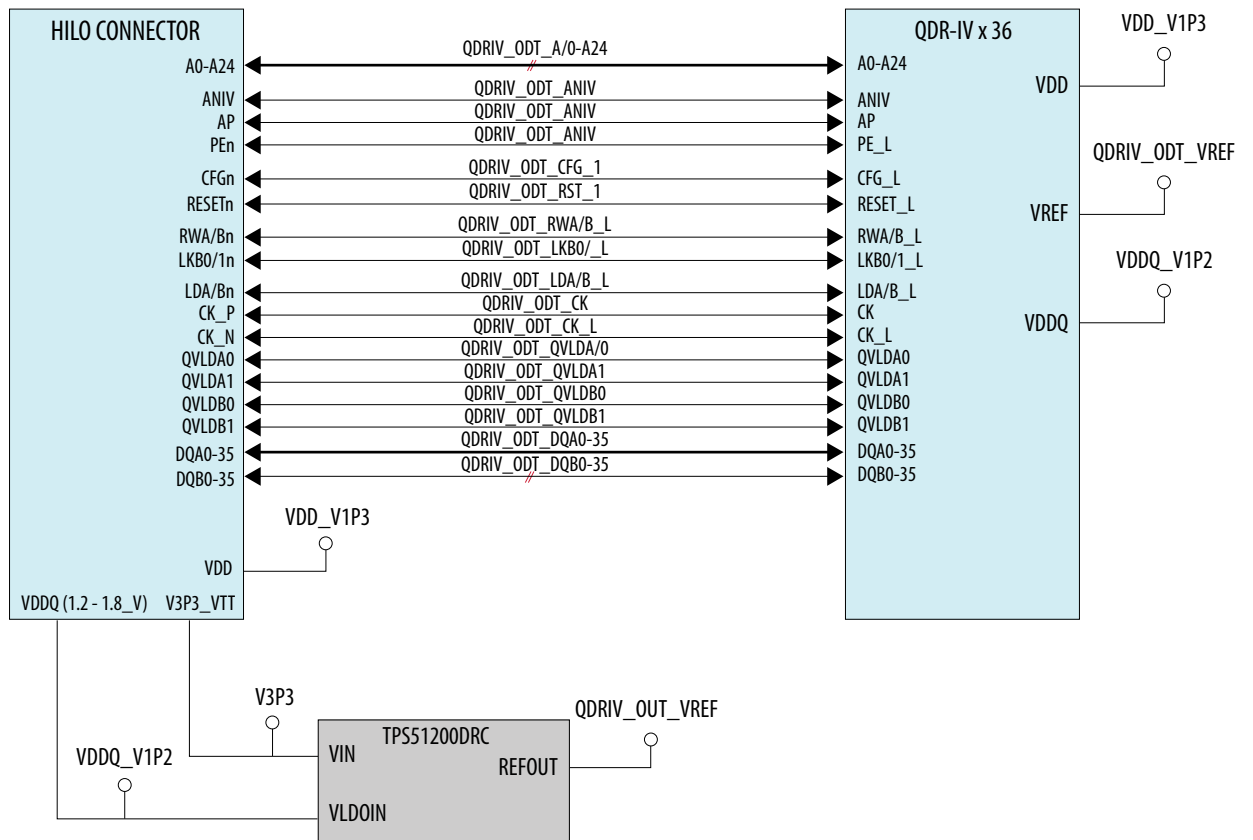 HILO CONNECTOR
QDR-IV x 36
VDD_V1P3
A0-A24
QDRIV_ODT_A/0-A24
A0-A24
VDD
ANIV
QDRIV_ODT_ANIV
ANIV
AP
QDRIV_ODT_ANIV
AP
PEn
QDRIV_ODT_ANIV
PE_L
QDRIV_ODT_VREF
CFGn
QDRIV_ODT_CFG_1
CFG_L
RESETn
QDRIV_ODT_RST_1
RESET_L
VREF
RWA/Bn
QDRIV_ODT_RWA/B_L
RWA/B_L
LKB0/1n
QDRIV_ODT_LKB0/_L
LKB0/1_L
VDDQ_V1P2
LDA/Bn
QDRIV_ODT_LDA/B_L
LDA/B_L
CK_P
QDRIV_ODT_CK
CK
VDDQ
CK_N
QDRIV_ODT_CK_L
CK_L
QVLDA0
QDRIV_ODT_QVLDA/0
QVLDA0
QVLDA1
QDRIV_ODT_QVLDA1
QVLDA1
QVLDB0
QDRIV_ODT_QVLDB0
QVLDB0
QVLDB1
QDRIV_ODT_QVLDB1
QVLDB1
DQA0-35
QDRIV_ODT_DQA0-35
DQA0-35
DQB0-35
QDRIV_ODT_DQB0-35
DQB0-35
VDD_V1P3
VDD
VDDQ (1.2 - 1.8_V)
V3P3_VTT
V3P3
QDRIV_OUT_VREF
TPS51200DRC
VIN
REFOUT
VDDQ_V1P2
VLDOIN